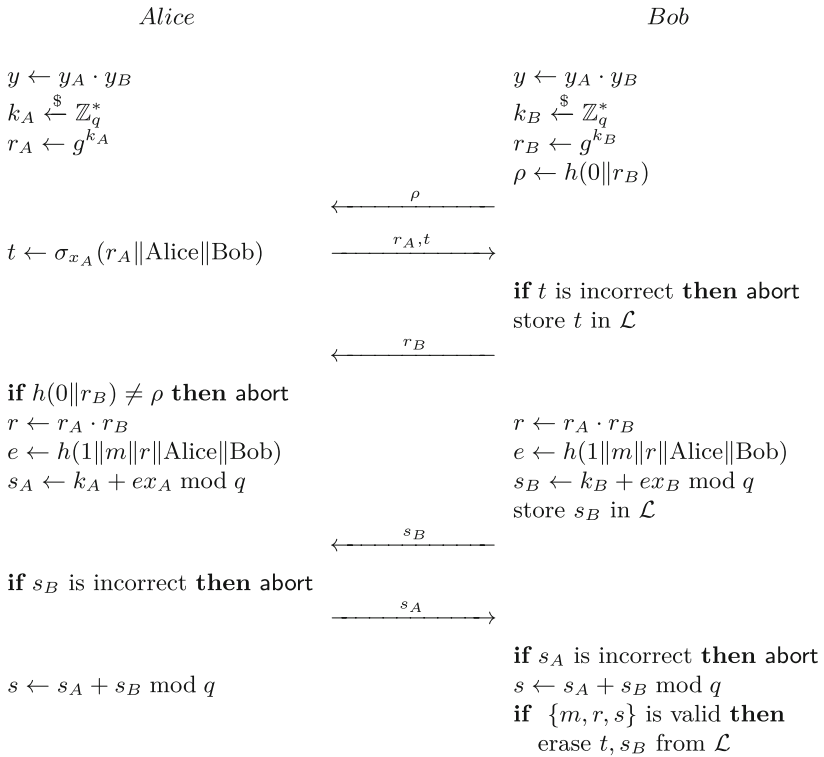 Alice Bob
y ← y_A · y_B y ← y_A · y_B
k_A ←$ ℤ*_q k_B ←$ ℤ*_q
r_A ← g^{k_A} r_B ← g^{k_B}
ρ ← h(0‖r_B)
ρ
t ← σ_{x_A}(r_A‖Alice‖Bob) r_A, t
if t is incorrect then abort
store t in ℒ
r_B
if h(0‖r_B) ≠ ρ then abort
r ← r_A · r_B r ← r_A · r_B
e ← h(1‖m‖r‖Alice‖Bob) e ← h(1‖m‖r‖Alice‖Bob)
s_A ← k_A + ex_A mod q s_B ← k_B + ex_B mod q
store s_B in ℒ
s_B
if s_B is incorrect then abort
s_A
if s_A is incorrect then abort
s ← s_A + s_B mod q s ← s_A + s_B mod q
if {m, r, s} is valid then
erase t, s_B from ℒ